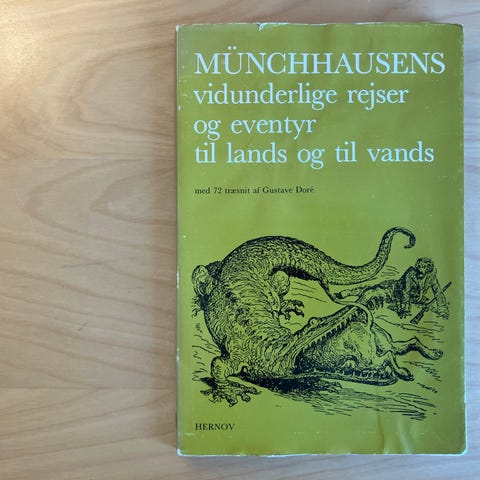 MÜNCHHAUSENS
vidunderlige rejser
og eventyr
til lands og til vands
med 72 træsnit af Gustave Doré
HERNOV